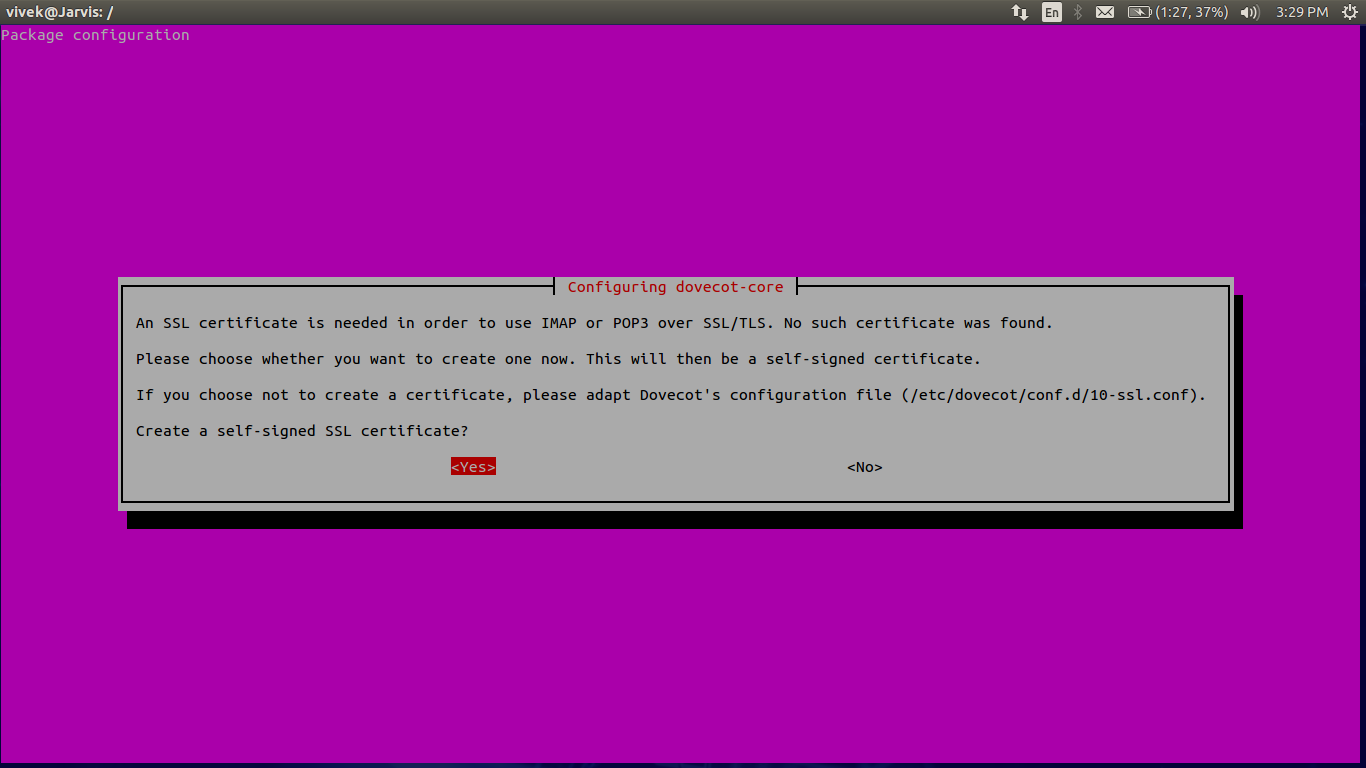 vivek@Jarvis: /
En
(1:27, 37%)
3:29 PM
Package configuration
Configuring dovecot-core
An SSL certificate is needed in order to use IMAP or POP3 over SSL/TLS. No such certificate was found.
Please choose whether you want to create one now. This will then be a self-signed certificate.
If you choose not to create a certificate, please adapt Dovecot's configuration file (/etc/dovecot/conf.d/10-ssl.conf).
Create a self-signed SSL certificate?
<Yes> <No>